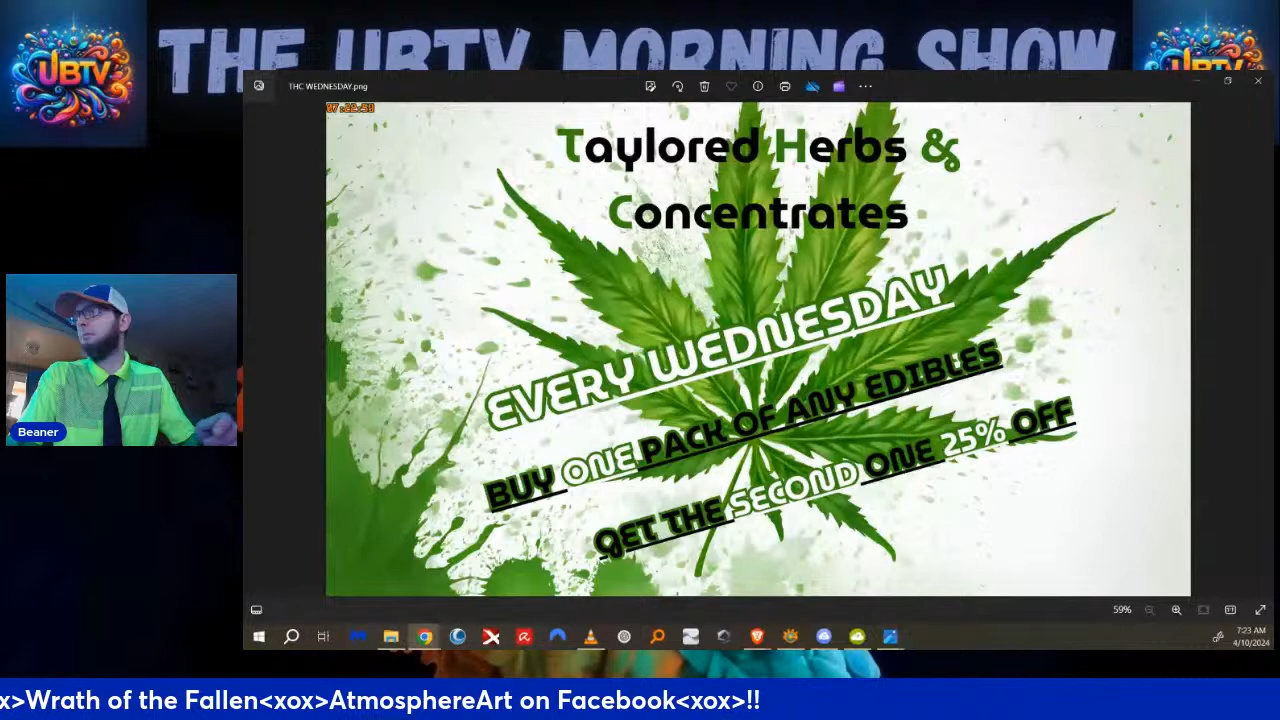 THE UBTV MORNING SHOW
UBTV
UBTV
THC WEDNESDAY.png
Taylored Herbs &
Concentrates
EVERY WEDNESDAY
BUY ONE PACK OF ANY EDIBLES
GET THE SECOND ONE 25% OFF
Beaner
59%
7:23 AM
4/10/2024
x>Wrath of the Fallen<xox>AtmosphereArt on Facebook<xox>!!